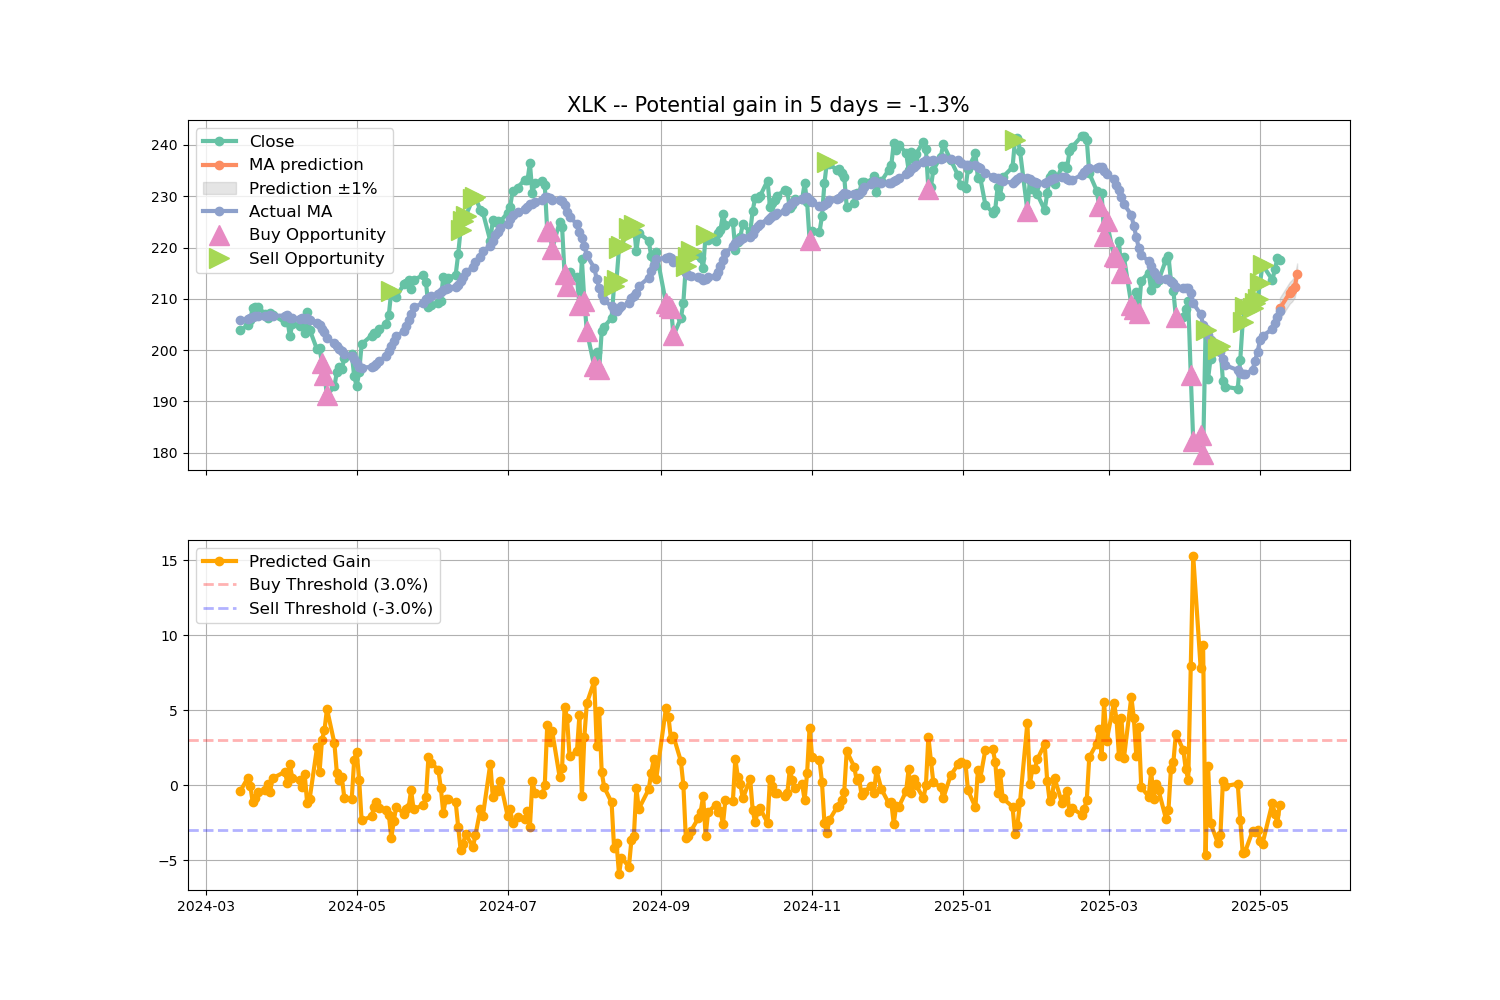 XLK -- Potential gain in 5 days = -1.3%
Close
MA prediction
Prediction ±1%
Actual MA
Buy Opportunity
Sell Opportunity
240
230
220
210
200
190
180
Predicted Gain
Buy Threshold (3.0%)
Sell Threshold (-3.0%)
15
10
5
0
−5
2024-03
2024-05
2024-07
2024-09
2024-11
2025-01
2025-03
2025-05